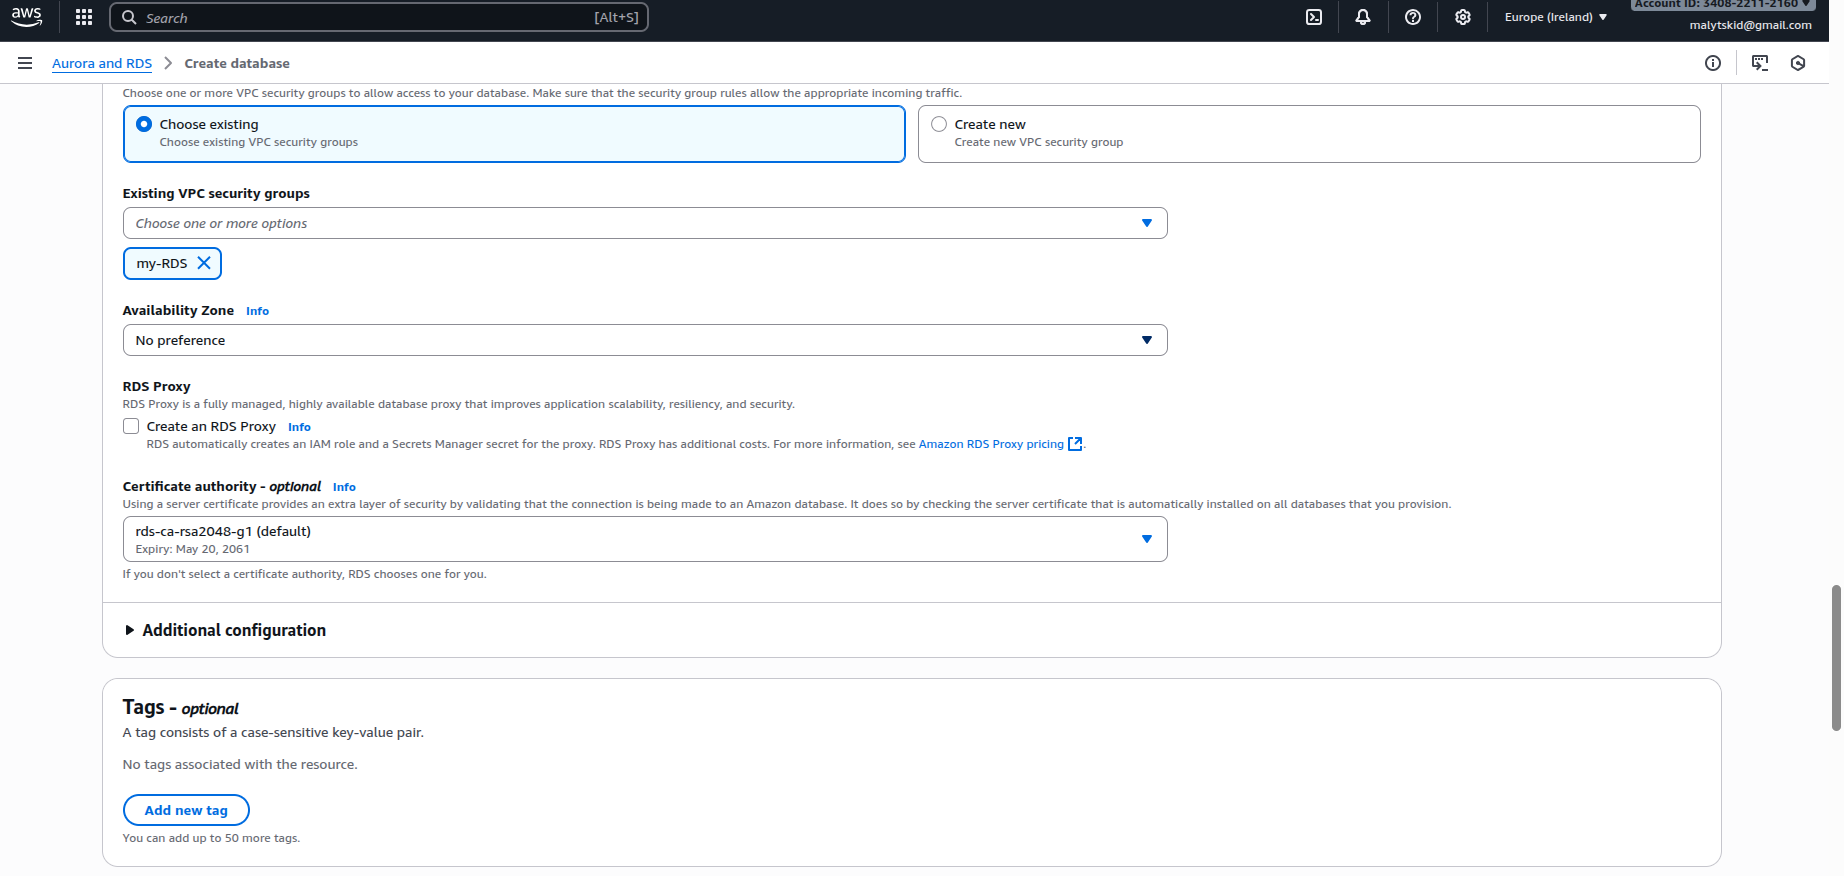 aws
Search
[Alt+S]
Europe (Ireland)
Account ID: 3408-2211-2160
malytskid@gmail.com
Aurora and RDS
Create database
Choose one or more VPC security groups to allow access to your database. Make sure that the security group rules allow the appropriate incoming traffic.
Choose existing
Choose existing VPC security groups
Create new
Create new VPC security group
Existing VPC security groups
Choose one or more options
my-RDS
Availability Zone Info
No preference
RDS Proxy
RDS Proxy is a fully managed, highly available database proxy that improves application scalability, resiliency, and security.
Create an RDS Proxy Info
RDS automatically creates an IAM role and a Secrets Manager secret for the proxy. RDS Proxy has additional costs. For more information, see Amazon RDS Proxy pricing.
Certificate authority - optional Info
Using a server certificate provides an extra layer of security by validating that the connection is being made to an Amazon database. It does so by checking the server certificate that is automatically installed on all databases that you provision.
rds-ca-rsa2048-g1 (default)
Expiry: May 20, 2061
If you don't select a certificate authority, RDS chooses one for you.
Additional configuration
Tags - optional
A tag consists of a case-sensitive key-value pair.
No tags associated with the resource.
Add new tag
You can add up to 50 more tags.